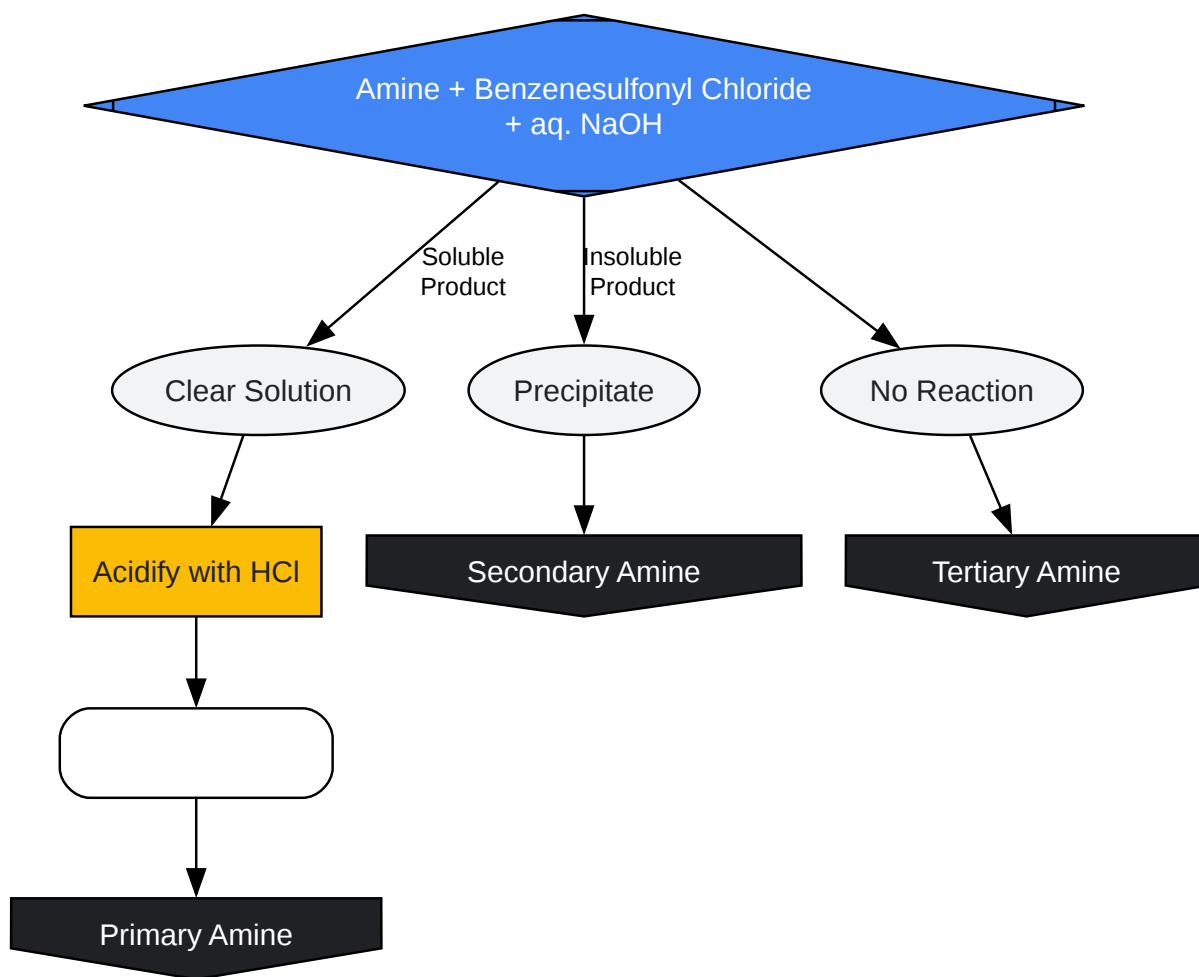 Amine + Benzenesulfonyl Chloride
+ aq. NaOH
Soluble
Product
Insoluble
Product
Clear Solution
Precipitate
No Reaction
Acidify with HCl
Secondary Amine
Tertiary Amine
Primary Amine